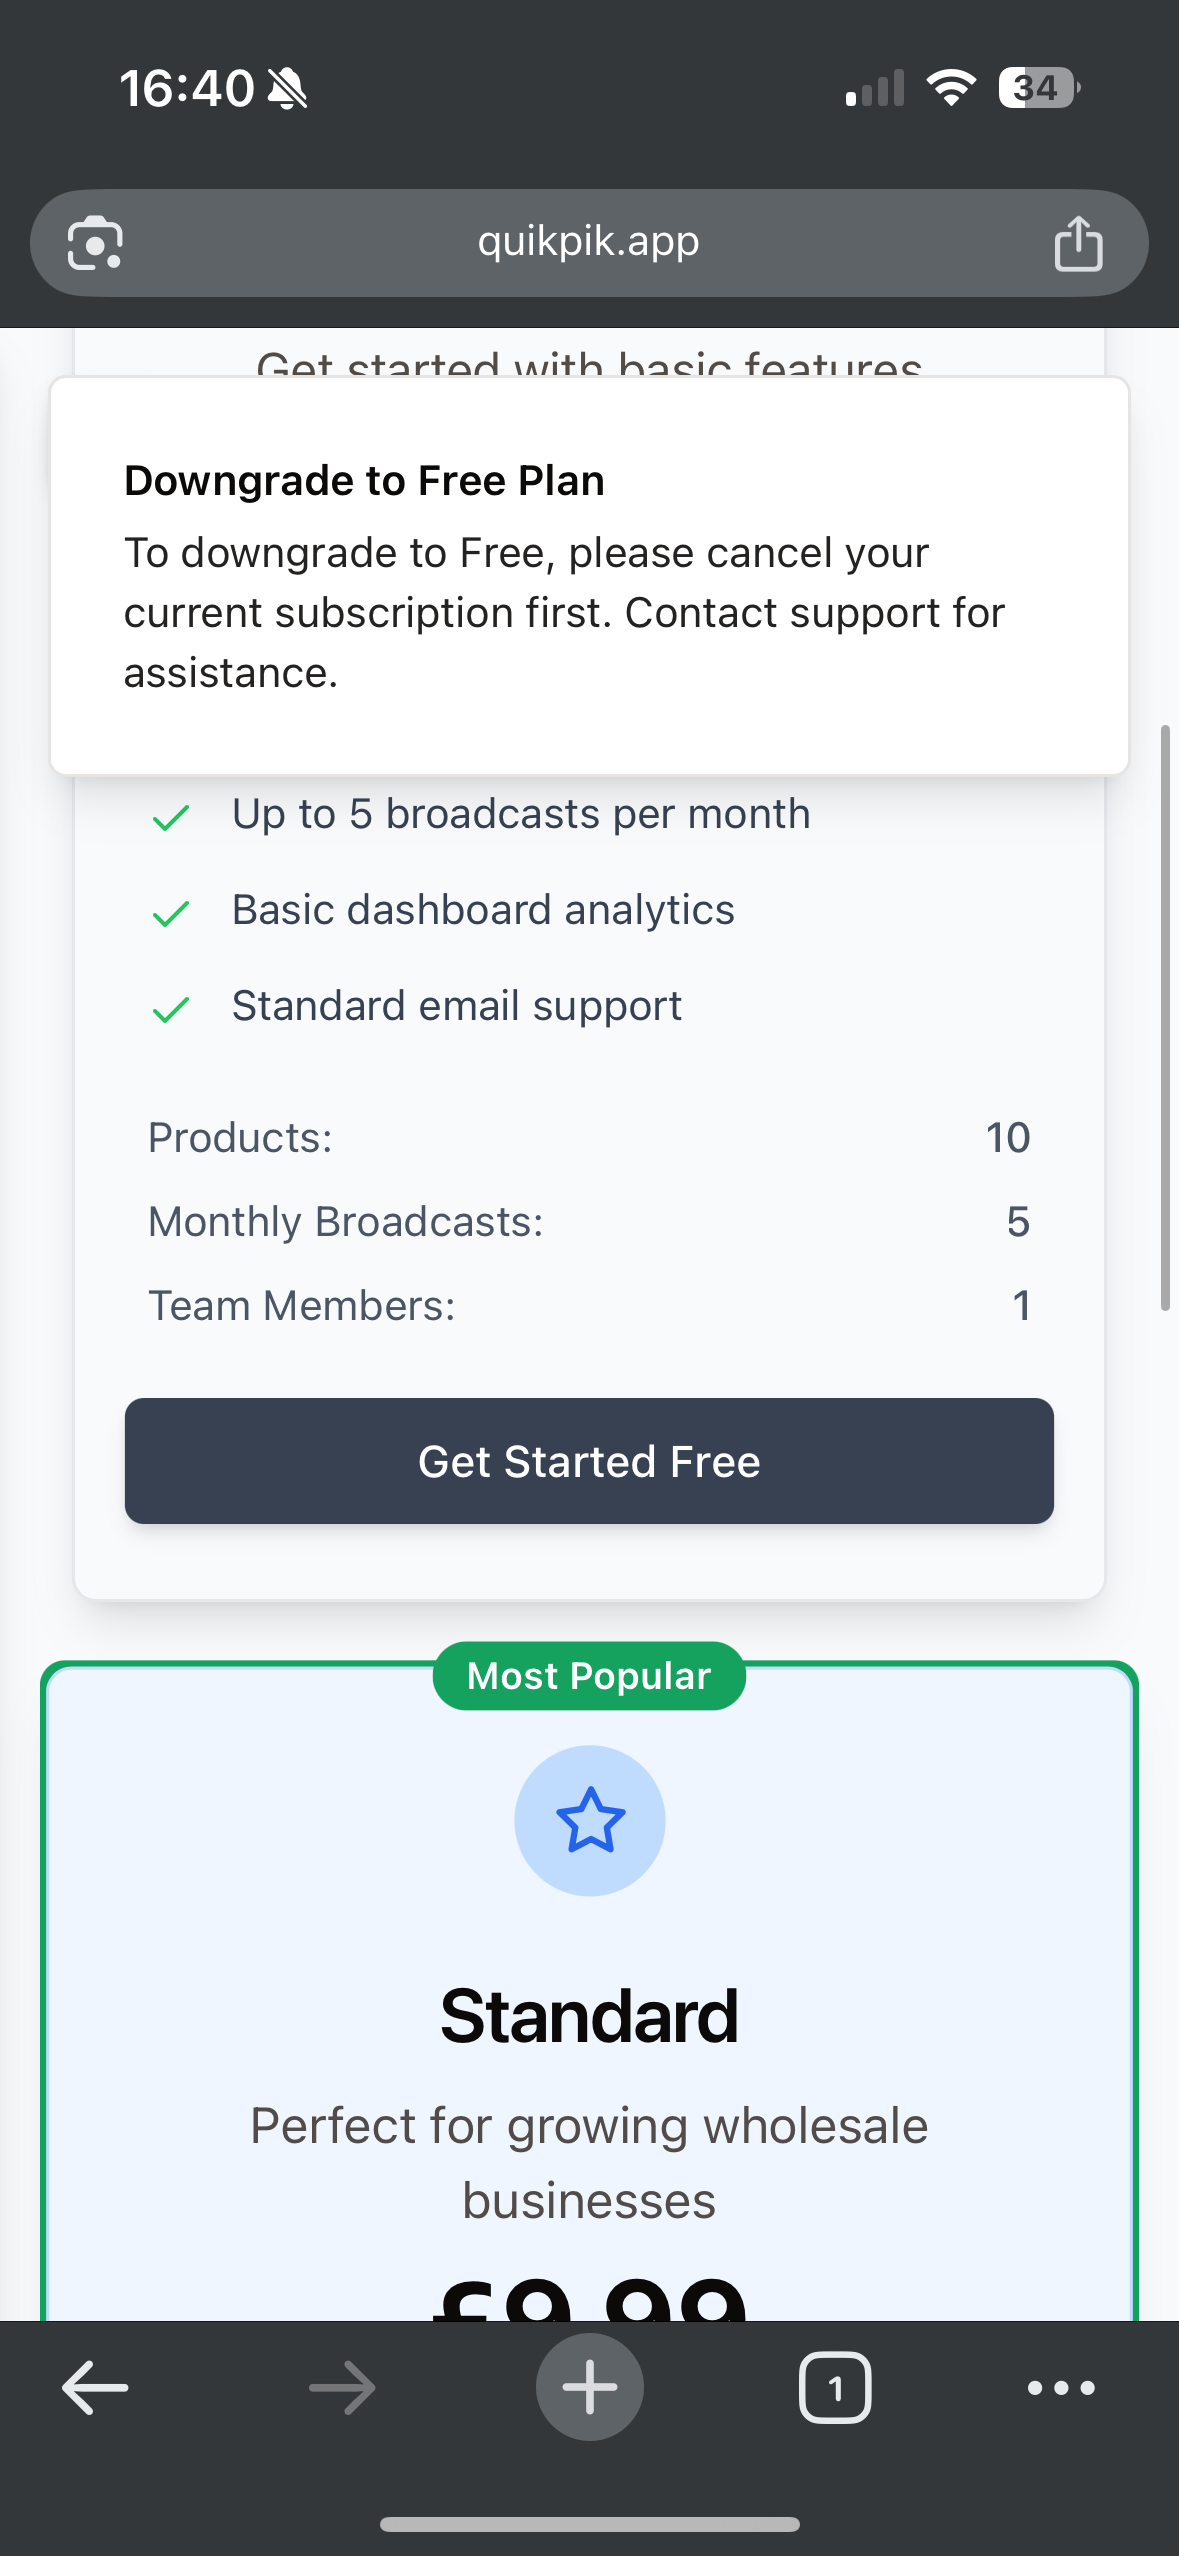 16:40
34
quikpik.app
Get started with basic features
Downgrade to Free Plan
To downgrade to Free, please cancel your
current subscription first. Contact support for
assistance.
Up to 5 broadcasts per month
Basic dashboard analytics
Standard email support
Products: 10
Monthly Broadcasts: 5
Team Members: 1
Get Started Free
Most Popular
Standard
Perfect for growing wholesale
businesses
£9.99
1